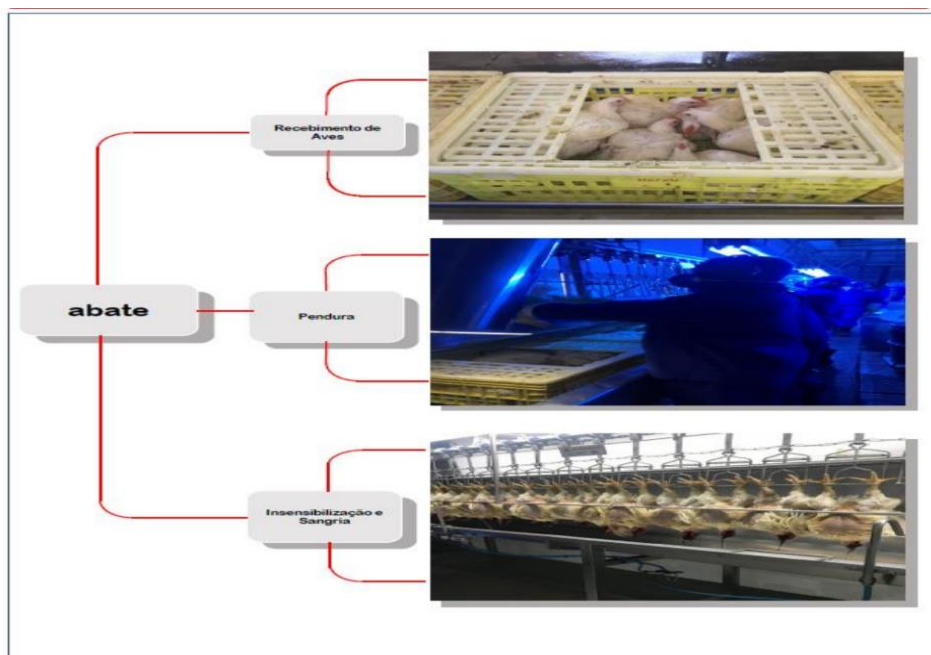 Recebimento de
Aves
abate
Pendura
Insensibilização e
Sangria